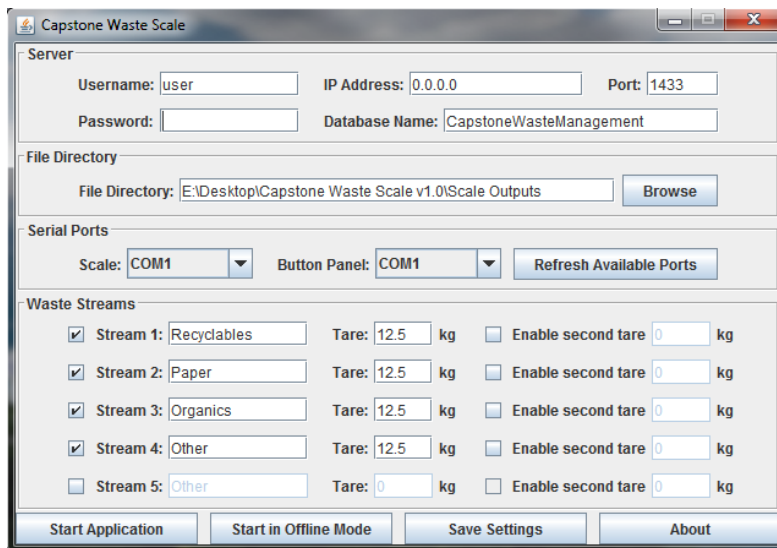 Capstone Waste Scale
Server
Username: user IP Address: 0.0.0.0 Port: 1433
Password: Database Name: CapstoneWasteManagement
File Directory
File Directory: E:\Desktop\Capstone Waste Scale v1.0\Scale Outputs Browse
Serial Ports
Scale: COM1 Button Panel: COM1 Refresh Available Ports
Waste Streams
Stream 1: Recyclables Tare: 12.5 kg Enable second tare 0 kg
Stream 2: Paper Tare: 12.5 kg Enable second tare 0 kg
Stream 3: Organics Tare: 12.5 kg Enable second tare 0 kg
Stream 4: Other Tare: 12.5 kg Enable second tare 0 kg
Stream 5: Other Tare: 0 kg Enable second tare 0 kg
Start Application Start in Offline Mode Save Settings About